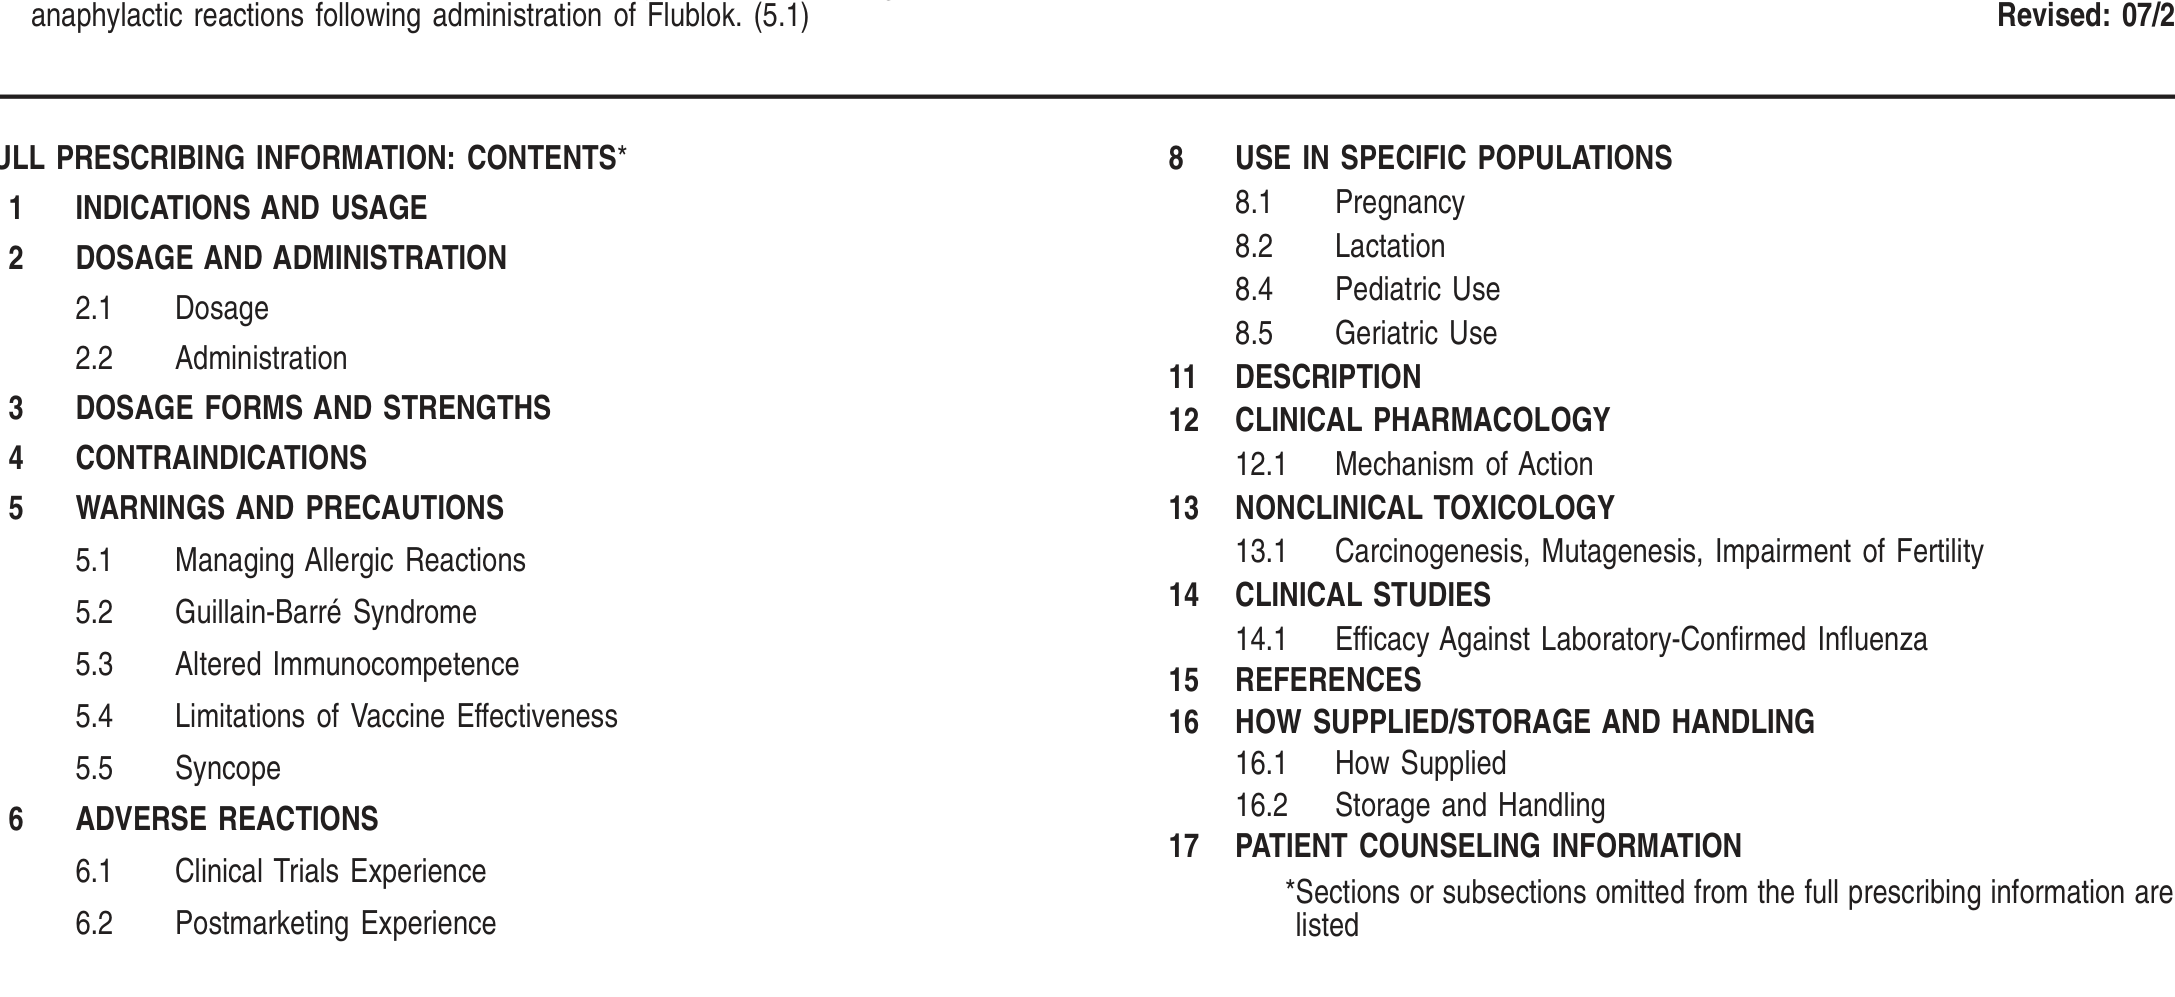 anaphylactic reactions following administration of Flublok. (5.1)
Revised: 07/2
ULL PRESCRIBING INFORMATION: CONTENTS*
1 INDICATIONS AND USAGE
2 DOSAGE AND ADMINISTRATION
2.1 Dosage
2.2 Administration
3 DOSAGE FORMS AND STRENGTHS
4 CONTRAINDICATIONS
5 WARNINGS AND PRECAUTIONS
5.1 Managing Allergic Reactions
5.2 Guillain-Barré Syndrome
5.3 Altered Immunocompetence
5.4 Limitations of Vaccine Effectiveness
5.5 Syncope
6 ADVERSE REACTIONS
6.1 Clinical Trials Experience
6.2 Postmarketing Experience
8 USE IN SPECIFIC POPULATIONS
8.1 Pregnancy
8.2 Lactation
8.4 Pediatric Use
8.5 Geriatric Use
11 DESCRIPTION
12 CLINICAL PHARMACOLOGY
12.1 Mechanism of Action
13 NONCLINICAL TOXICOLOGY
13.1 Carcinogenesis, Mutagenesis, Impairment of Fertility
14 CLINICAL STUDIES
14.1 Efficacy Against Laboratory-Confirmed Influenza
15 REFERENCES
16 HOW SUPPLIED/STORAGE AND HANDLING
16.1 How Supplied
16.2 Storage and Handling
17 PATIENT COUNSELING INFORMATION
*Sections or subsections omitted from the full prescribing information are
listed